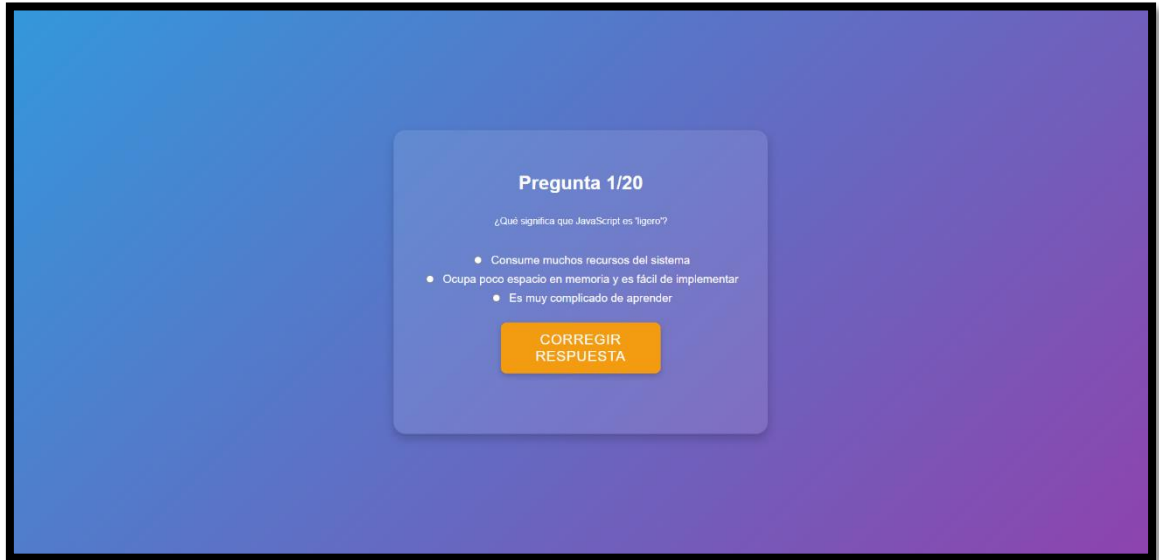 Pregunta 1/20
¿Qué significa que JavaScript es 'ligero'?
Consume muchos recursos del sistema
Ocupa poco espacio en memoria y es fácil de implementar
Es muy complicado de aprender
CORREGIR
RESPUESTA